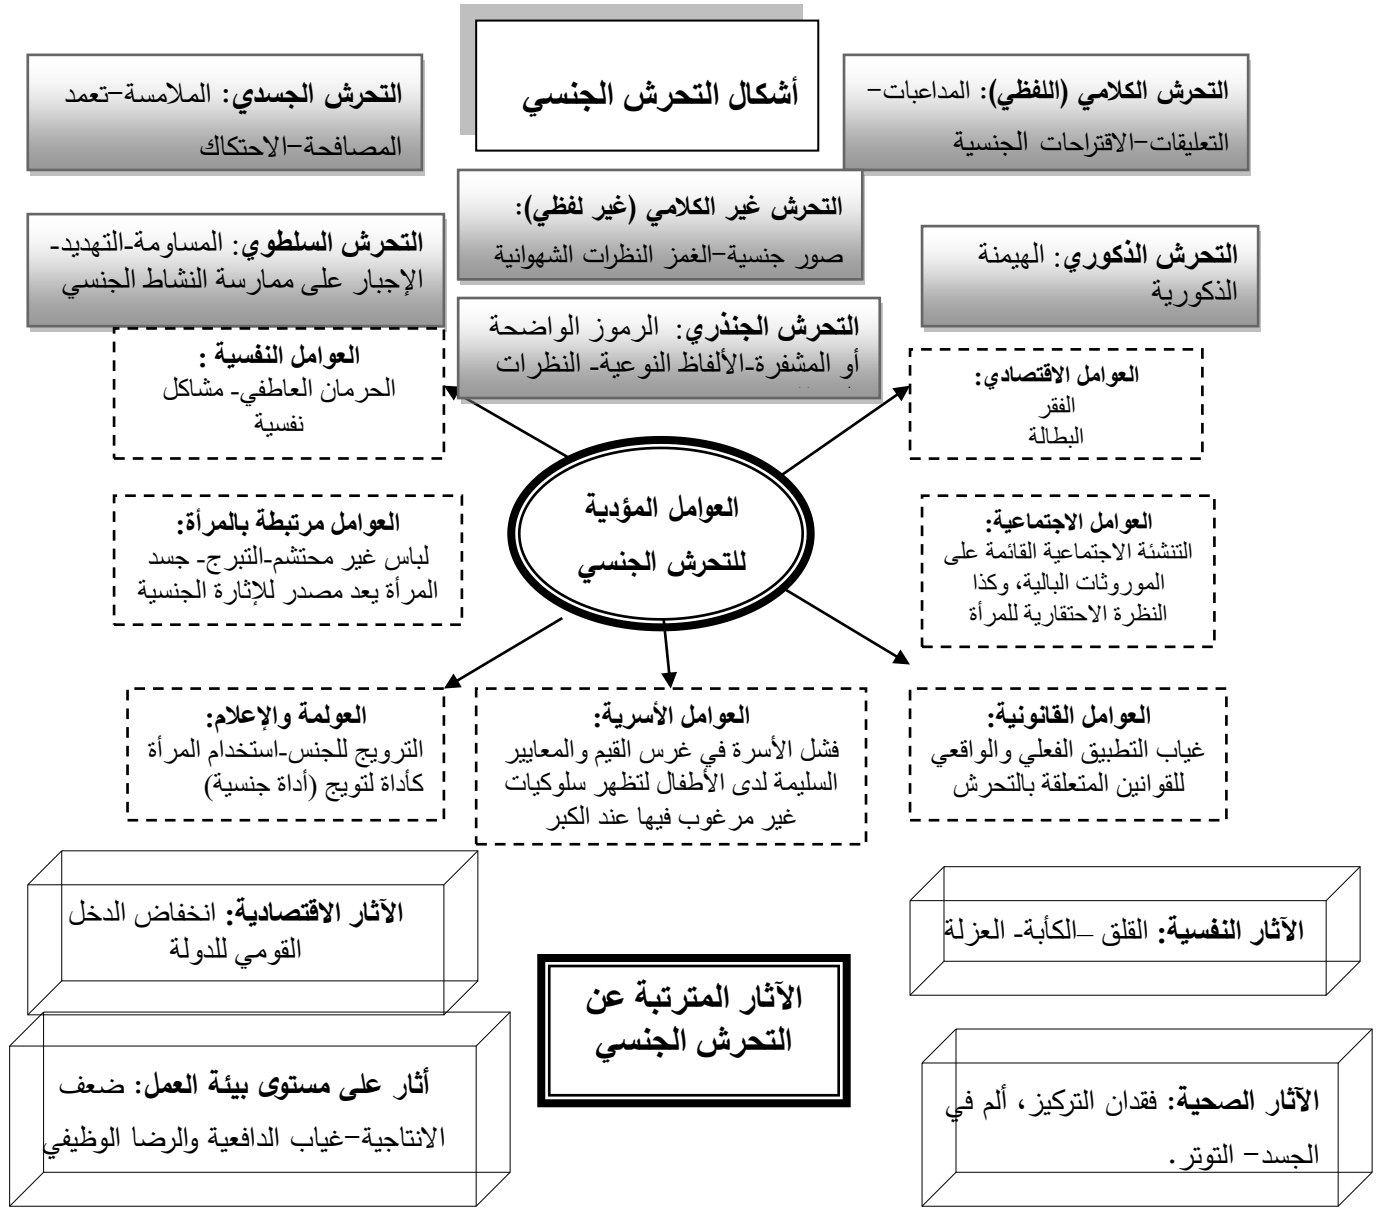 أشكال التحرش الجنسي
التحرش الكلامي (اللفظي): المداعبات–
التعليقات–الاقتراحات الجنسية
التحرش الجسدي: الملامسة–تعمد
المصافحة–الاحتكاك
التحرش غير الكلامي (غير لفظي):
صور جنسية–الغمز النظرات الشهوانية
التحرش الذكوري: الهيمنة
الذكورية
التحرش السلطوي: المساومة-التهديد-
الإجبار على ممارسة النشاط الجنسي
التحرش الجنذري: الرموز الواضحة
أو المشفرة-الألفاظ النوعية- النظرات
العوامل الاقتصادي:
الفقر
البطالة
العوامل النفسية :
الحرمان العاطفي- مشاكل
نفسية
العوامل المؤدية
للتحرش الجنسي
العوامل الاجتماعية:
التنشئة الاجتماعية القائمة على
الموروثات البالية، وكذا
النظرة الاحتقارية للمرأة
العوامل مرتبطة بالمرأة:
لباس غير محتشم-التبرج- جسد
المرأة يعد مصدر للإثارة الجنسية
العوامل القانونية:
غياب التطبيق الفعلي والواقعي
للقوانين المتعلقة بالتحرش
العوامل الأسرية:
فشل الأسرة في غرس القيم والمعايير
السليمة لدى الأطفال لتظهر سلوكيات
غير مرغوب فيها عند الكبر
العولمة والإعلام:
الترويج للجنس-استخدام المرأة
كأداة لتويج (أداة جنسية)
الآثار المترتبة عن
التحرش الجنسي
الآثار النفسية: القلق –الكأبة- العزلة
الآثار الاقتصادية: انخفاض الدخل
القومي للدولة
الآثار الصحية: فقدان التركيز، ألم في
الجسد– التوتر.
أثار على مستوى بيئة العمل: ضعف
الانتاجية–غياب الدافعية والرضا الوظيفي